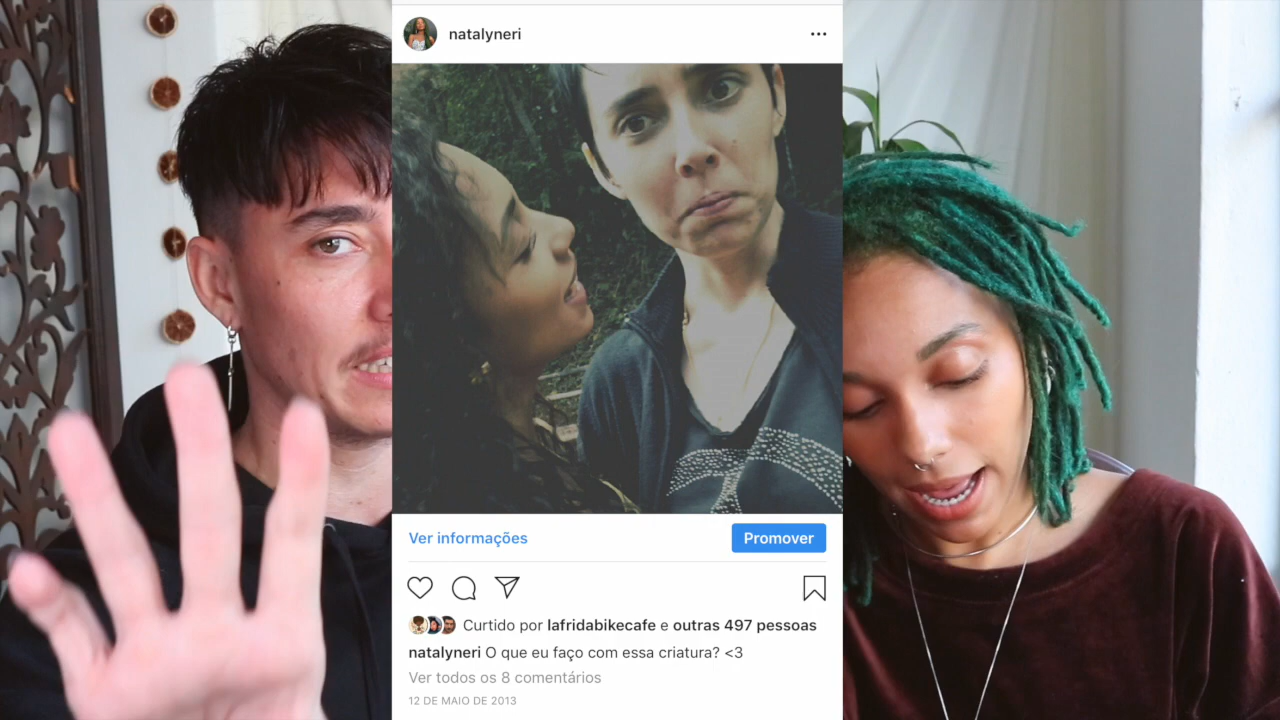 natalyneri
Ver informações
Promover
Curtido por lafridabikecafe e outras 497 pessoas
natalyneri O que eu faço com essa criatura? <3
Ver todos os 8 comentários
12 DE MAIO DE 2013